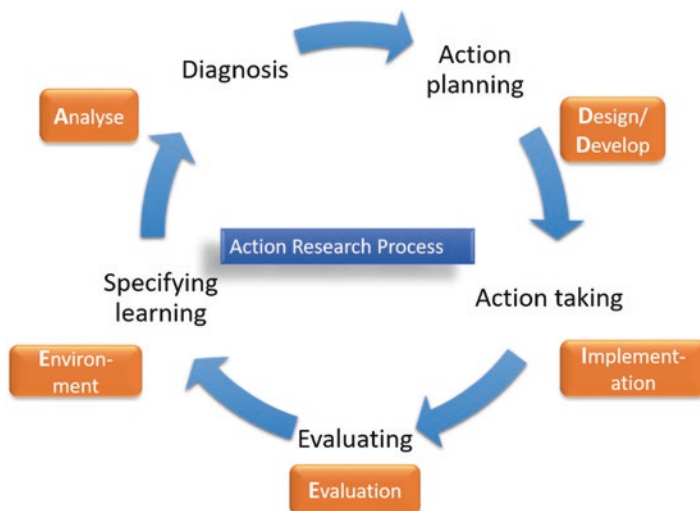 Diagnosis
Action
planning
Analyse
Design/
Develop
Action Research Process
Specifying
learning
Action taking
Environ-
ment
Implement-
ation
Evaluating
Evaluation